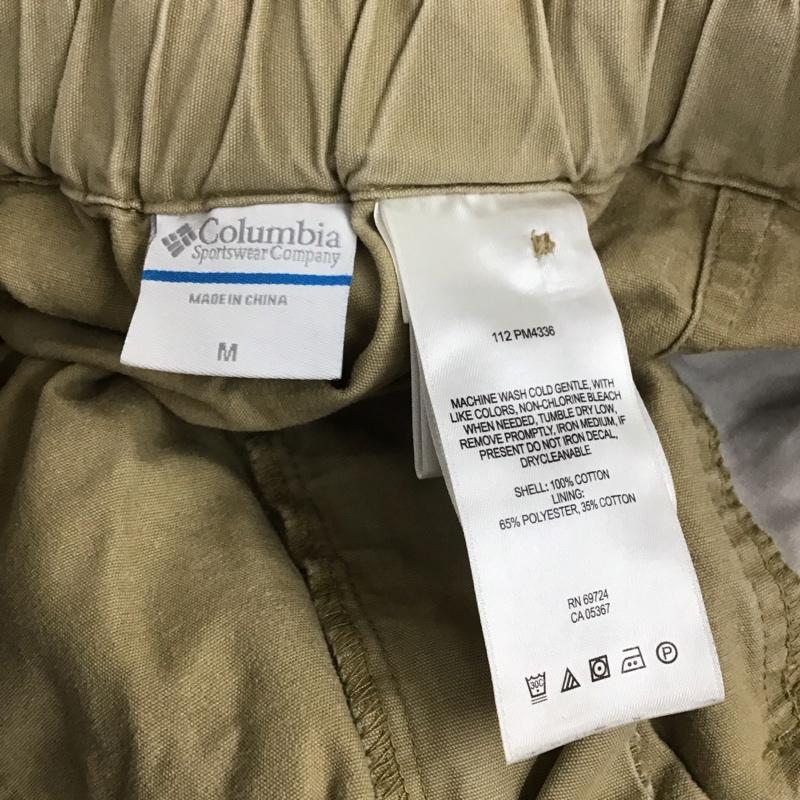 Columbia
Sportswear Company
MADE IN CHINA
M
112 PM4336
MACHINE WASH COLD GENTLE, WITH
LIKE COLORS, NON-CHLORINE BLEACH
WHEN NEEDED, TUMBLE DRY LOW,
REMOVE PROMPTLY, IRON MEDIUM, IF
PRESENT DO NOT IRON DECAL,
DRYCLEANABLE
SHELL: 100% COTTON
LINING:
65% POLYESTER, 35% COTTON
RN 69724
CA 05367
30C P